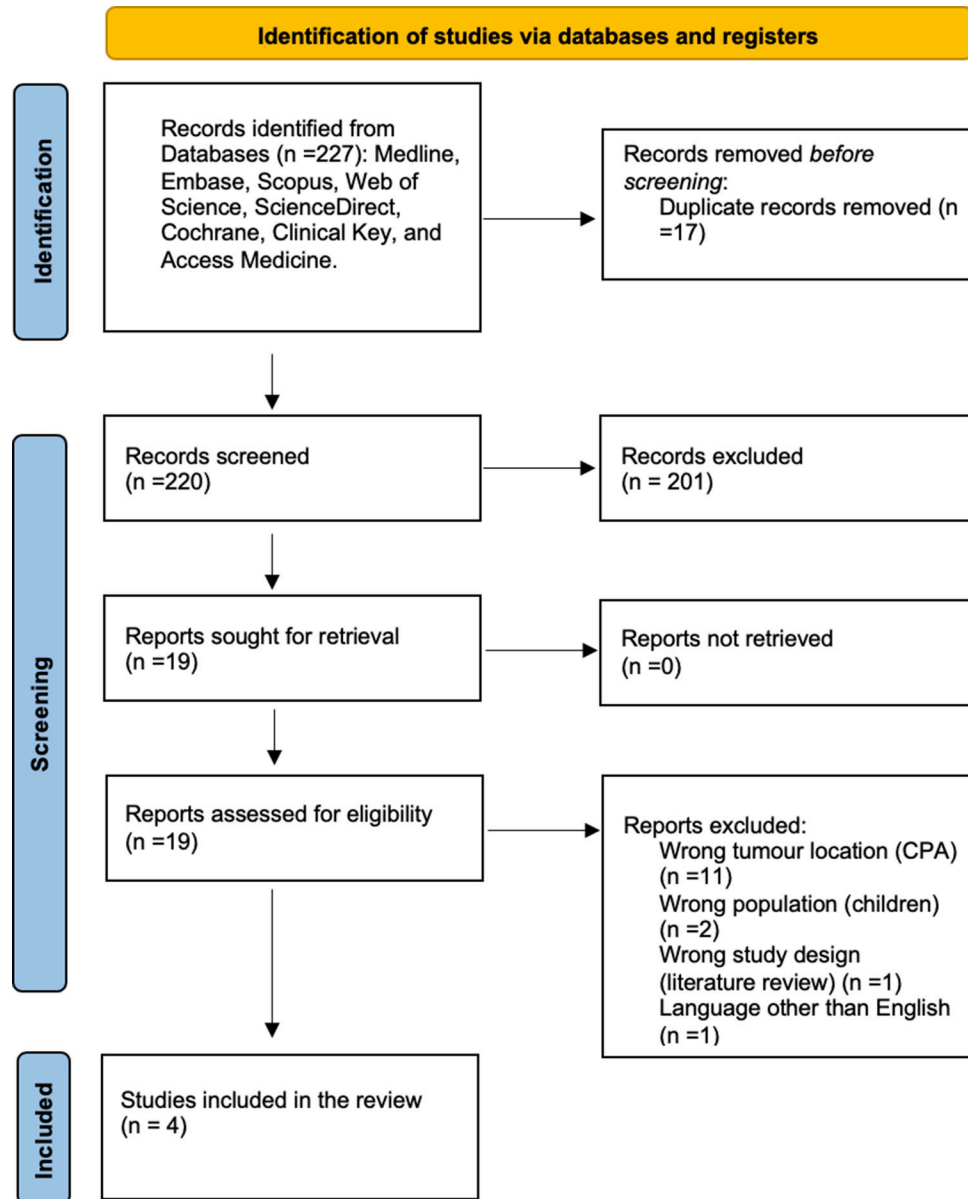 Identification of studies via databases and registers
Identification
Records identified from
Databases (n =227): Medline,
Embase, Scopus, Web of
Science, ScienceDirect,
Cochrane, Clinical Key, and
Access Medicine.
Records removed before
screening:
Duplicate records removed (n
=17)
Screening
Records screened
(n =220)
Records excluded
(n = 201)
Reports sought for retrieval
(n =19)
Reports not retrieved
(n =0)
Reports assessed for eligibility
(n =19)
Reports excluded:
Wrong tumour location (CPA)
(n =11)
Wrong population (children)
(n =2)
Wrong study design
(literature review) (n =1)
Language other than English
(n =1)
Included
Studies included in the review
(n = 4)